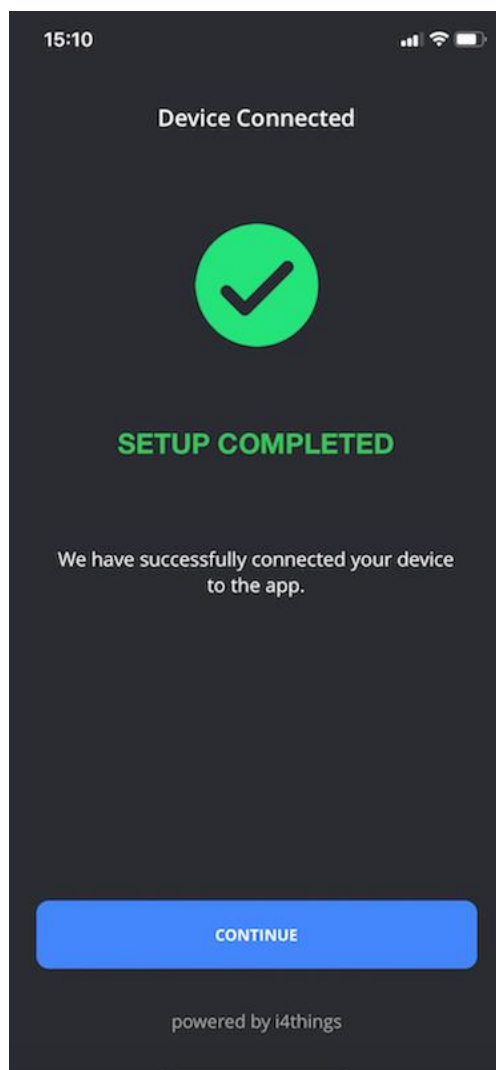 15:10
Device Connected
SETUP COMPLETED
We have successfully connected your device
to the app.
CONTINUE
powered by i4things